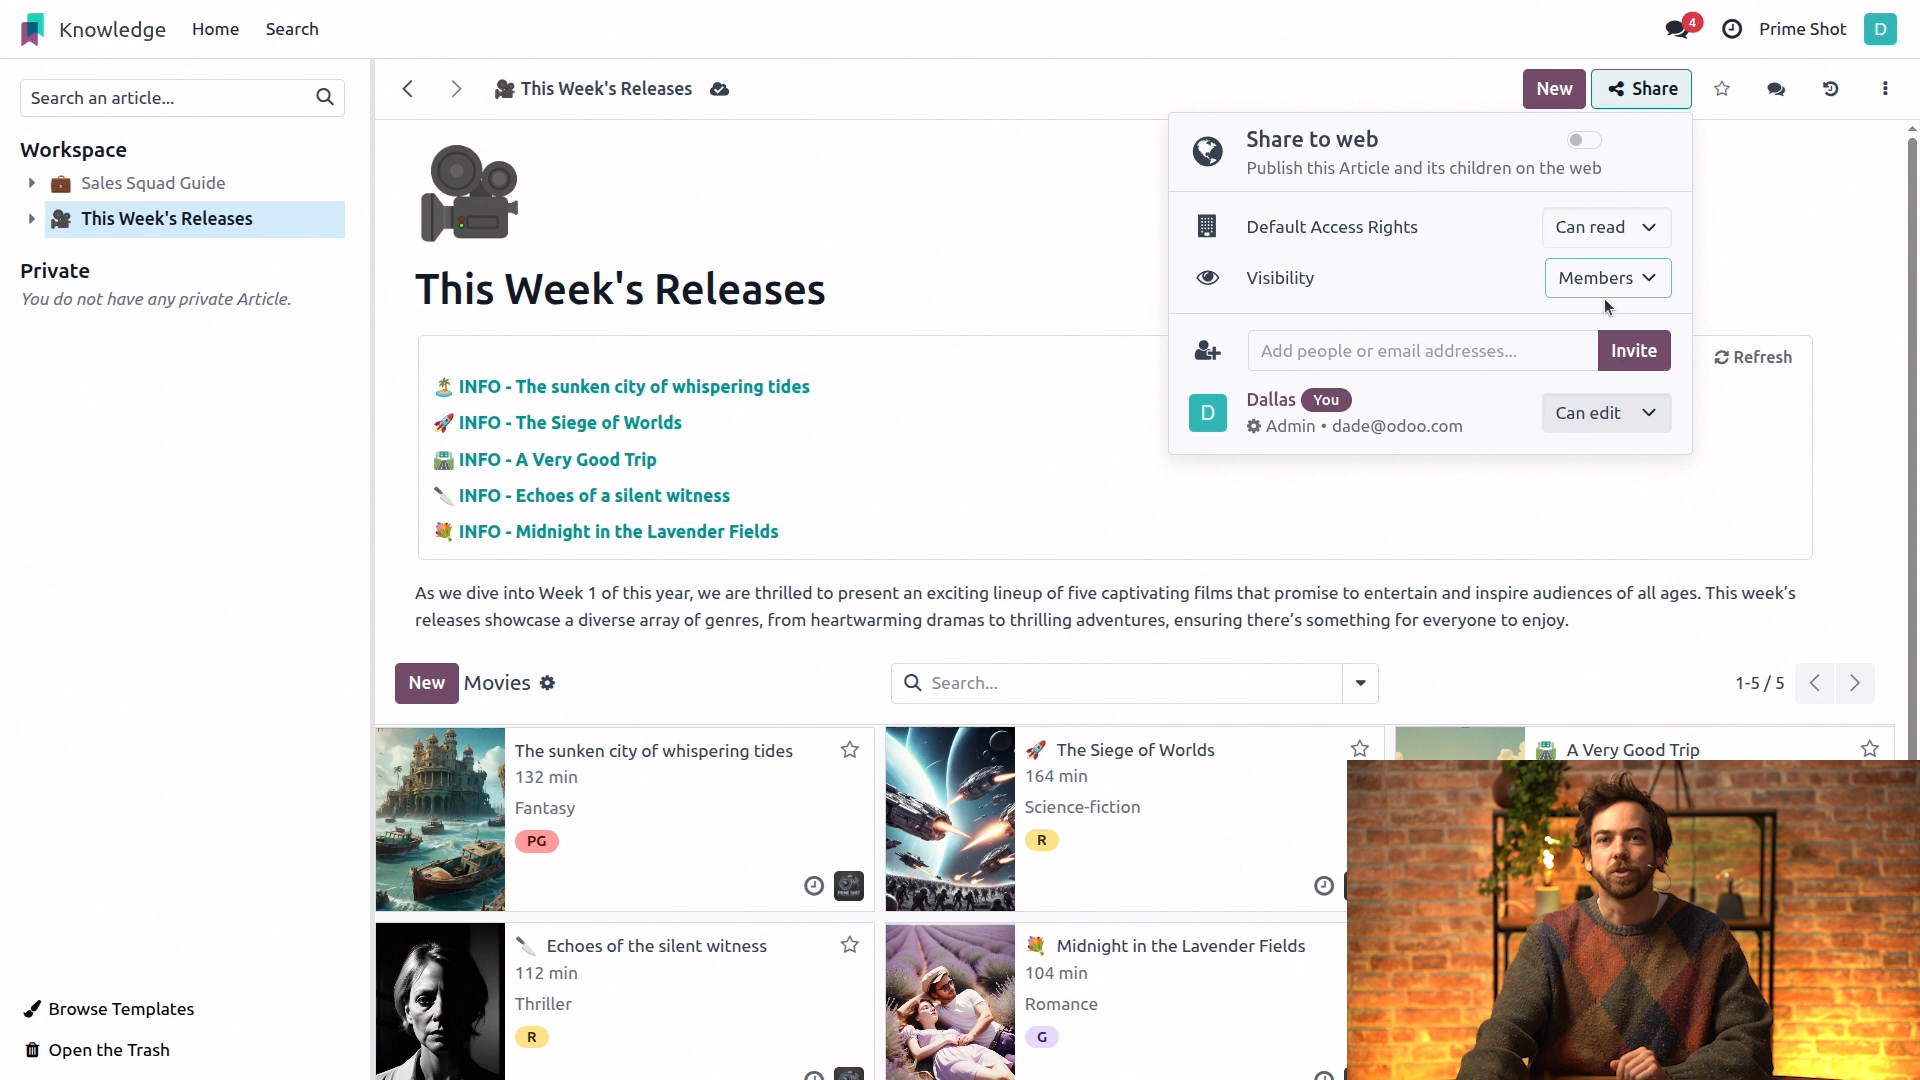 Knowledge
Home
Search
4
Prime Shot
D
Search an article...
Workspace
Sales Squad Guide
This Week's Releases
Private
You do not have any private Article.
Browse Templates
Open the Trash
This Week's Releases
New
Share
Share to web
Publish this Article and its children on the web
Default Access Rights
Can read
Visibility
Members
Add people or email addresses...
Invite
D
Dallas
You
Admin • dade@odoo.com
Can edit
This Week's Releases
Refresh
INFO - The sunken city of whispering tides
INFO - The Siege of Worlds
INFO - A Very Good Trip
INFO - Echoes of a silent witness
INFO - Midnight in the Lavender Fields
As we dive into Week 1 of this year, we are thrilled to present an exciting lineup of five captivating films that promise to entertain and inspire audiences of all ages. This week’s
releases showcase a diverse array of genres, from heartwarming dramas to thrilling adventures, ensuring there’s something for everyone to enjoy.
New
Movies
Search...
1-5 / 5
The sunken city of whispering tides
132 min
Fantasy
PG
The Siege of Worlds
164 min
Science-fiction
R
A Very Good Trip
Echoes of the silent witness
112 min
Thriller
R
Midnight in the Lavender Fields
104 min
Romance
G